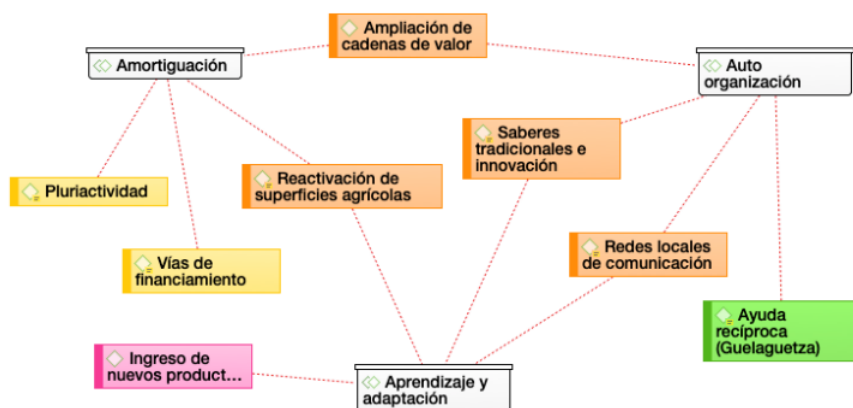 Ampliación de
cadenas de valor
Amortiguación
Auto
organización
Saberes
tradicionales e
innovación
Pluriactividad
Reactivación de
superficies agrícolas
Vías de
financiamiento
Redes locales
de comunicación
Ayuda
recíproca
(Guelaguetza)
Ingreso de
nuevos product...
Aprendizaje y
adaptación